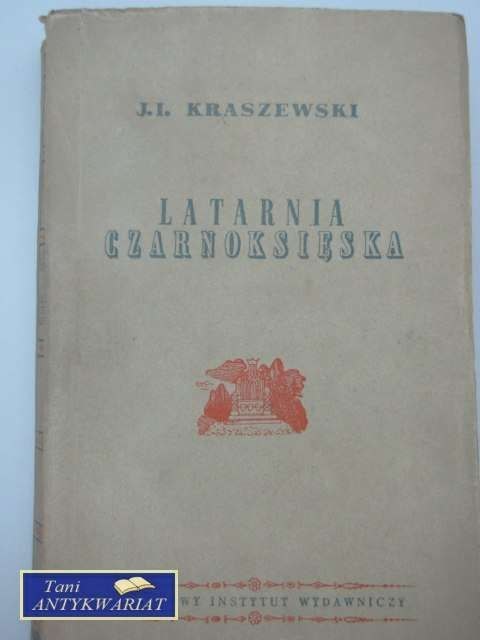 J.I. KRASZEWSKI
LATARNIA
CZARNOKSIĘSKA
WY INSTYTUT WYDAWNICZY
Tani
ANTYKWARIAT